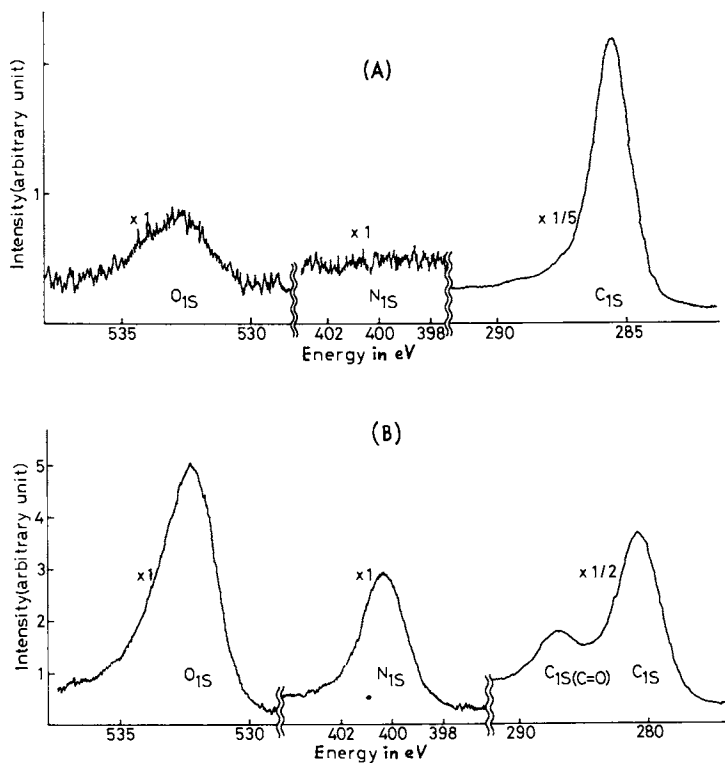 (A)
Intensity(arbitrary unit)
1
x 1
x 1
x 1/5
O1S
N1S
C1S
535
530
402
400
398
290
285
Energy in eV
(B)
Intensity(arbitrary unit)
5
4
3
2
1
x1
x1
x 1/2
O1S
N1S
C1S(C=O)
C1S
535
530
402
400
398
290
280
Energy in eV